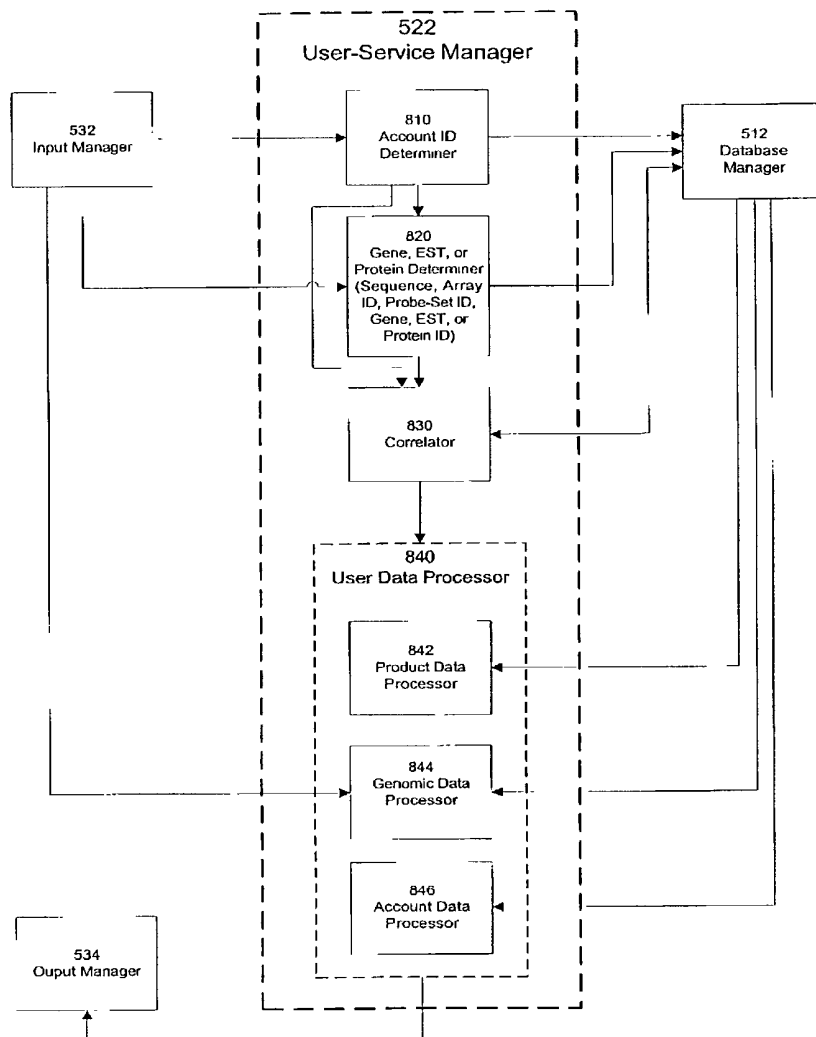 522
User-Service Manager
532
Input Manager
810
Account ID
Determiner
512
Database
Manager
820
Gene, EST, or
Protein Determiner
(Sequence, Array
ID, Probe-Set ID,
Gene, EST, or
Protein ID)
830
Correlator
840
User Data Processor
842
Product Data
Processor
844
Genomic Data
Processor
846
Account Data
Processor
534
Ouput Manager